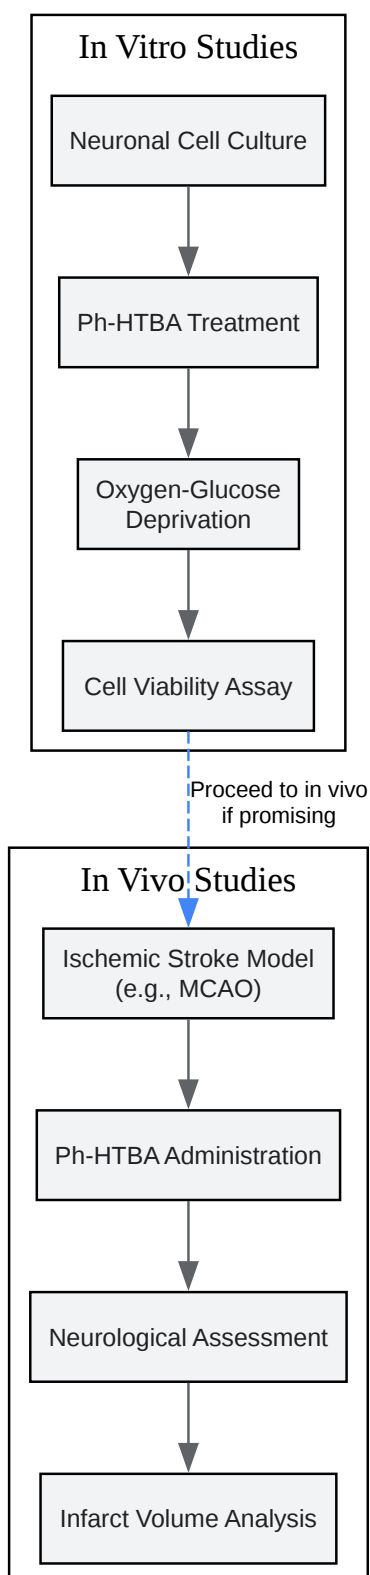 In Vitro Studies
Neuronal Cell Culture
Ph-HTBA Treatment
Oxygen-Glucose
Deprivation
Cell Viability Assay
Proceed to in vivo
if promising
In Vivo Studies
Ischemic Stroke Model
(e.g., MCAO)
Ph-HTBA Administration
Neurological Assessment
Infarct Volume Analysis